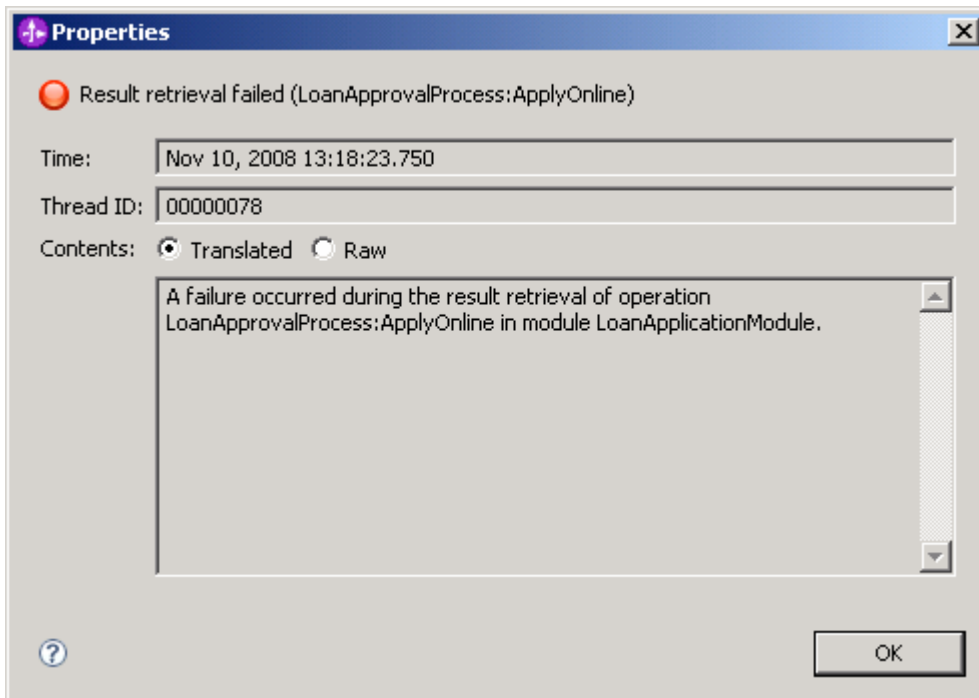 Properties
Result retrieval failed (LoanApprovalProcess:ApplyOnline)
Time: Nov 10, 2008 13:18:23.750
Thread ID: 00000078
Contents: Translated Raw
A failure occurred during the result retrieval of operation
LoanApprovalProcess:ApplyOnline in module LoanApplicationModule.
? OK